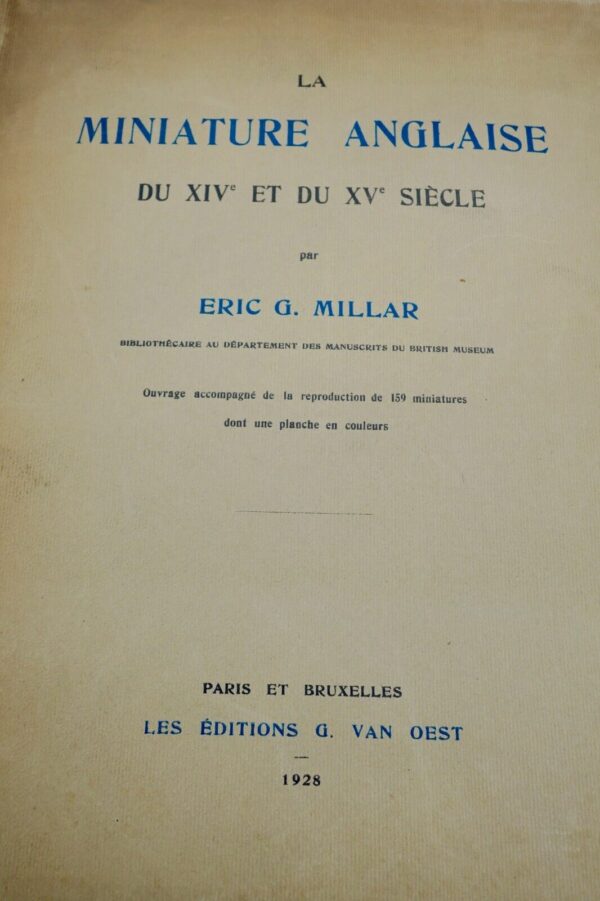 LA
MINIATURE ANGLAISE
DU XIVe ET DU XVe SIÈCLE
par
ERIC G. MILLAR
BIBLIOTHÉCAIRE AU DÉPARTEMENT DES MANUSCRITS DU BRITISH MUSEUM
Ouvrage accompagné de la reproduction de 159 miniatures
dont une planche en couleurs
PARIS ET BRUXELLES
LES ÉDITIONS G. VAN OEST
1928